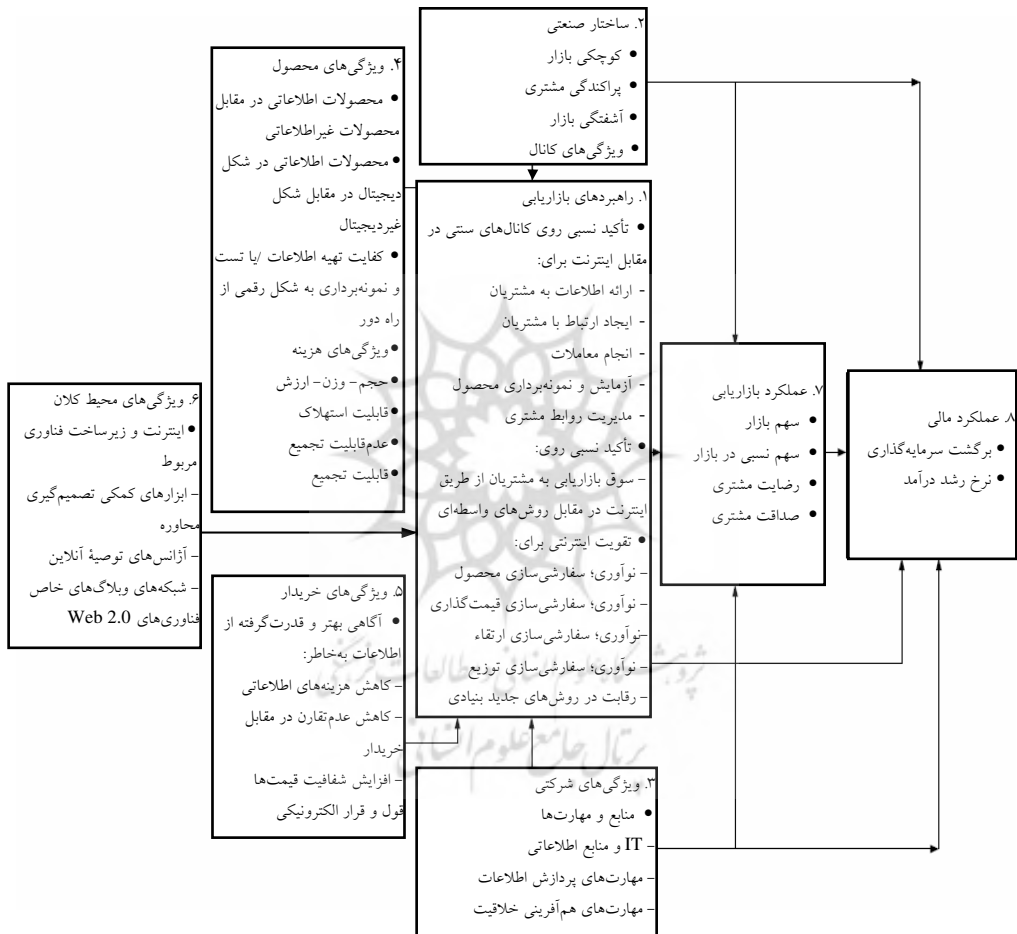 ۲. ساختار صنعتی
● کوچکی بازار
● پراکندگی مشتری
● آشفتگی بازار
● ویژگی‌های کانال
۴. ویژگی‌های محصول
● محصولات اطلاعاتی در مقابل
محصولات غیراطلاعاتی
● محصولات اطلاعاتی در شکل
دیجیتال در مقابل شکل
غیردیجیتال
● کفایت تهیه اطلاعات /یا تست
و نمونه‌برداری به شکل رقمی از
راه دور
● ویژگی‌های هزینه
● حجم- وزن- ارزش
● قابلیت استهلاک
● عدم‌قابلیت تجمیع
● قابلیت تجمیع
۱. راهبردهای بازاریابی
● تأکید نسبی روی کانال‌های سنتی در
مقابل اینترنت برای:
- ارائه اطلاعات به مشتریان
- ایجاد ارتباط با مشتریان
- انجام معاملات
- آزمایش و نمونه‌برداری محصول
- مدیریت روابط مشتری
● تأکید نسبی روی:
- سوق بازاریابی به مشتریان از طریق
اینترنت در مقابل روش‌های واسطه‌ای
● تقویت اینترنتی برای:
- نوآوری؛ سفارشی‌سازی محصول
- نوآوری؛ سفارشی‌سازی قیمت‌گذاری
-نوآوری؛ سفارشی‌سازی ارتقاء
- نوآوری؛ سفارشی‌سازی توزیع
- رقابت در روش‌های جدید بنیادی
۷. عملکرد بازاریابی
● سهم بازار
● سهم نسبی در بازار
● رضایت مشتری
● صداقت مشتری
۸. عملکرد مالی
● برگشت سرمایه‌گذاری
● نرخ رشد درآمد
۶. ویژگی‌های محیط کلان
● اینترنت و زیرساخت فناوری
مربوط
- ابزارهای کمکی تصمیم‌گیری
محاوره
- آژانس‌های توصیۀ آنلاین
- شبکه‌های وبلاگ‌های خاص
فناوری‌های Web 2.0
۵. ویژگی‌های خریدار
● آگاهی بهتر و قدرت‌گرفته از
اطلاعات به‌خاطر:
- کاهش هزینه‌های اطلاعاتی
- کاهش عدم‌تقارن در مقابل
خریدار
- افزایش شفافیت قیمت‌ها
قول و قرار الکترونیکی
۳. ویژگی‌های شرکتی
● منابع و مهارت‌ها
- IT و منابع اطلاعاتی
- مهارت‌های پردازش اطلاعات
- مهارت‌های هم‌آفرینی خلاقیت
پژوهشگاه علوم انسانی و مطالعات فرهنگی
پرتال جامع علوم انسانی